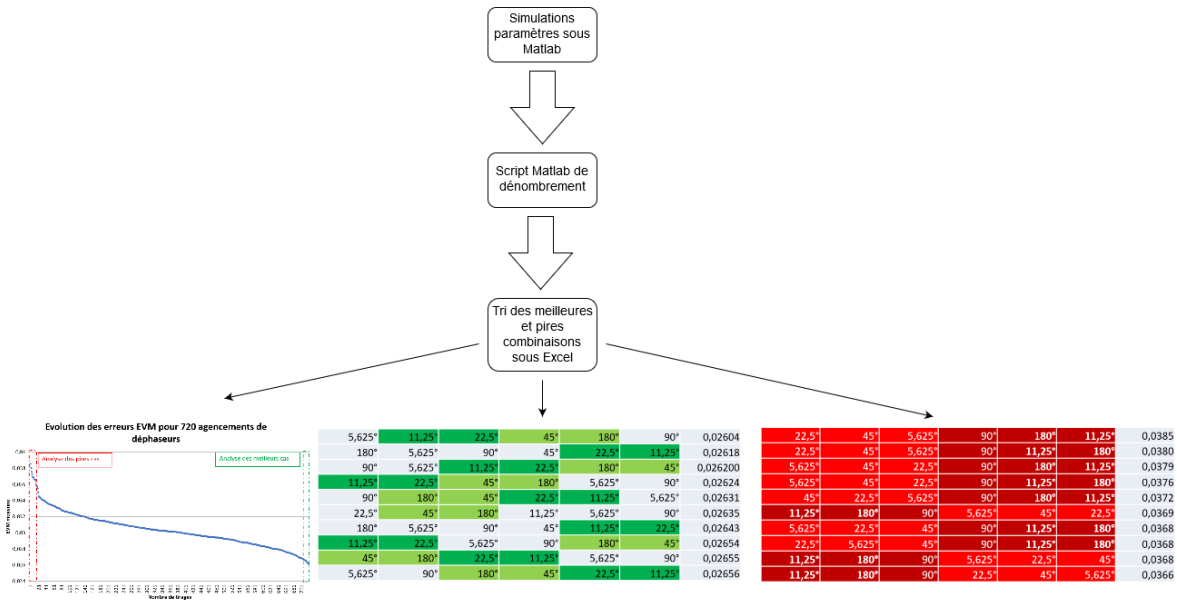 Simulations
paramètres sous
Matlab
Script Matlab de
dénombrement
Tri des meilleures
et pires
combinaisons
sous Excel
Evolution des erreurs EVM pour 720 agencements de
déphaseurs
Analyse des pires cas
Analyse des meilleurs cas
EVM moyenne
Nombre de tirages
5,625° 11,25° 22,5° 45° 180° 90° 0,02604
180° 5,625° 90° 45° 22,5° 11,25° 0,02618
90° 5,625° 11,25° 22,5° 180° 45° 0,026200
11,25° 22,5° 45° 180° 5,625° 90° 0,02624
90° 180° 45° 22,5° 11,25° 5,625° 0,02631
22,5° 45° 180° 11,25° 5,625° 90° 0,02635
180° 5,625° 90° 45° 11,25° 22,5° 0,02643
11,25° 22,5° 5,625° 90° 180° 45° 0,02654
45° 180° 22,5° 11,25° 5,625° 90° 0,02655
5,625° 90° 180° 45° 22,5° 11,25° 0,02656
22,5° 45° 5,625° 90° 180° 11,25° 0,0385
22,5° 45° 5,625° 90° 11,25° 180° 0,0380
5,625° 45° 22,5° 90° 180° 11,25° 0,0379
5,625° 45° 22,5° 90° 11,25° 180° 0,0376
45° 22,5° 5,625° 90° 180° 11,25° 0,0372
11,25° 180° 90° 5,625° 45° 22,5° 0,0369
5,625° 22,5° 45° 90° 11,25° 180° 0,0368
22,5° 5,625° 45° 90° 11,25° 180° 0,0368
11,25° 180° 90° 5,625° 22,5° 45° 0,0368
11,25° 180° 90° 22,5° 45° 5,625° 0,0366